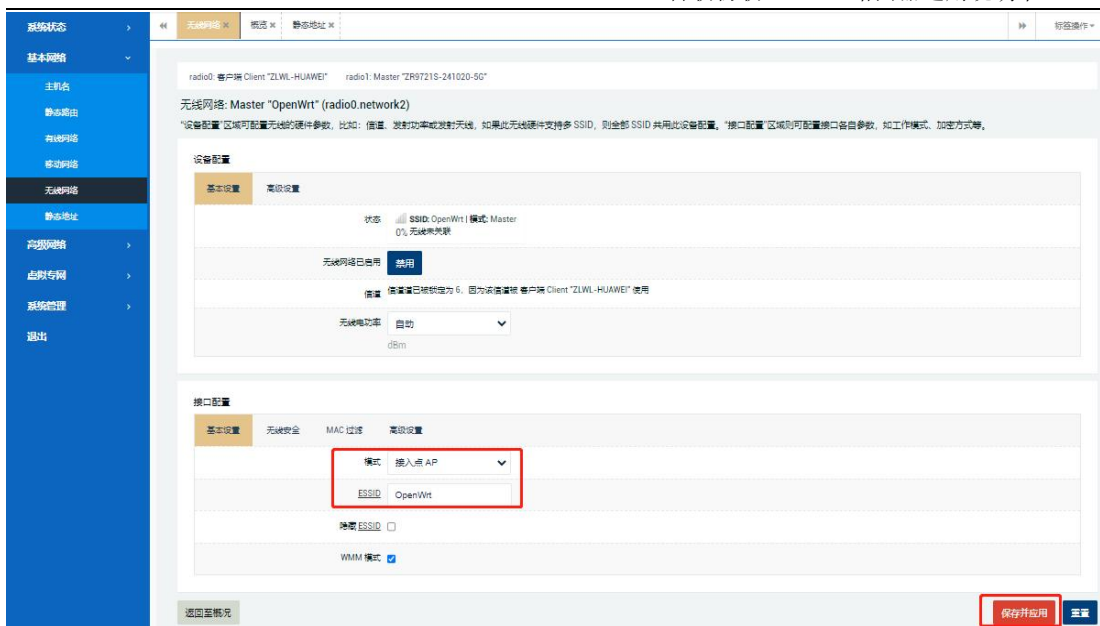 系统状态
基本网络
主机名
静态路由
有线网络
移动网络
无线网络
静态地址
高级网络
点对专网
系统管理
退出
无线网络 × 概览 × 静态地址 × 标签操作
radio0: 客户端 Client "ZLWL-HUAWEI" radio1: Master "ZR9721S-241020-5G"
无线网络: Master "OpenWrt" (radio0.network2)
"设备配置"区域可配置无线的硬件参数，比如：信道、发射功率或发射天线，如果此无线硬件支持多 SSID，则全部 SSID 共用此设备配置。"接口配置"区域则可配置接口各自参数，如工作模式、加密方式等。
设备配置
基本设置 高级设置
状态 SSID: OpenWrt | 模式: Master
0% 无线未关联
无线网络已启用 禁用
信道 信道道已被锁定为 6，因为该信道被 客户端 Client "ZLWL-HUAWEI" 使用
无线电功率 自动
dBm
接口配置
基本设置 无线安全 MAC 过滤 高级设置
模式 接入点 AP
ESSID OpenWrt
隐藏 ESSID
WMM 模式
返回至概况 保存并应用 重置